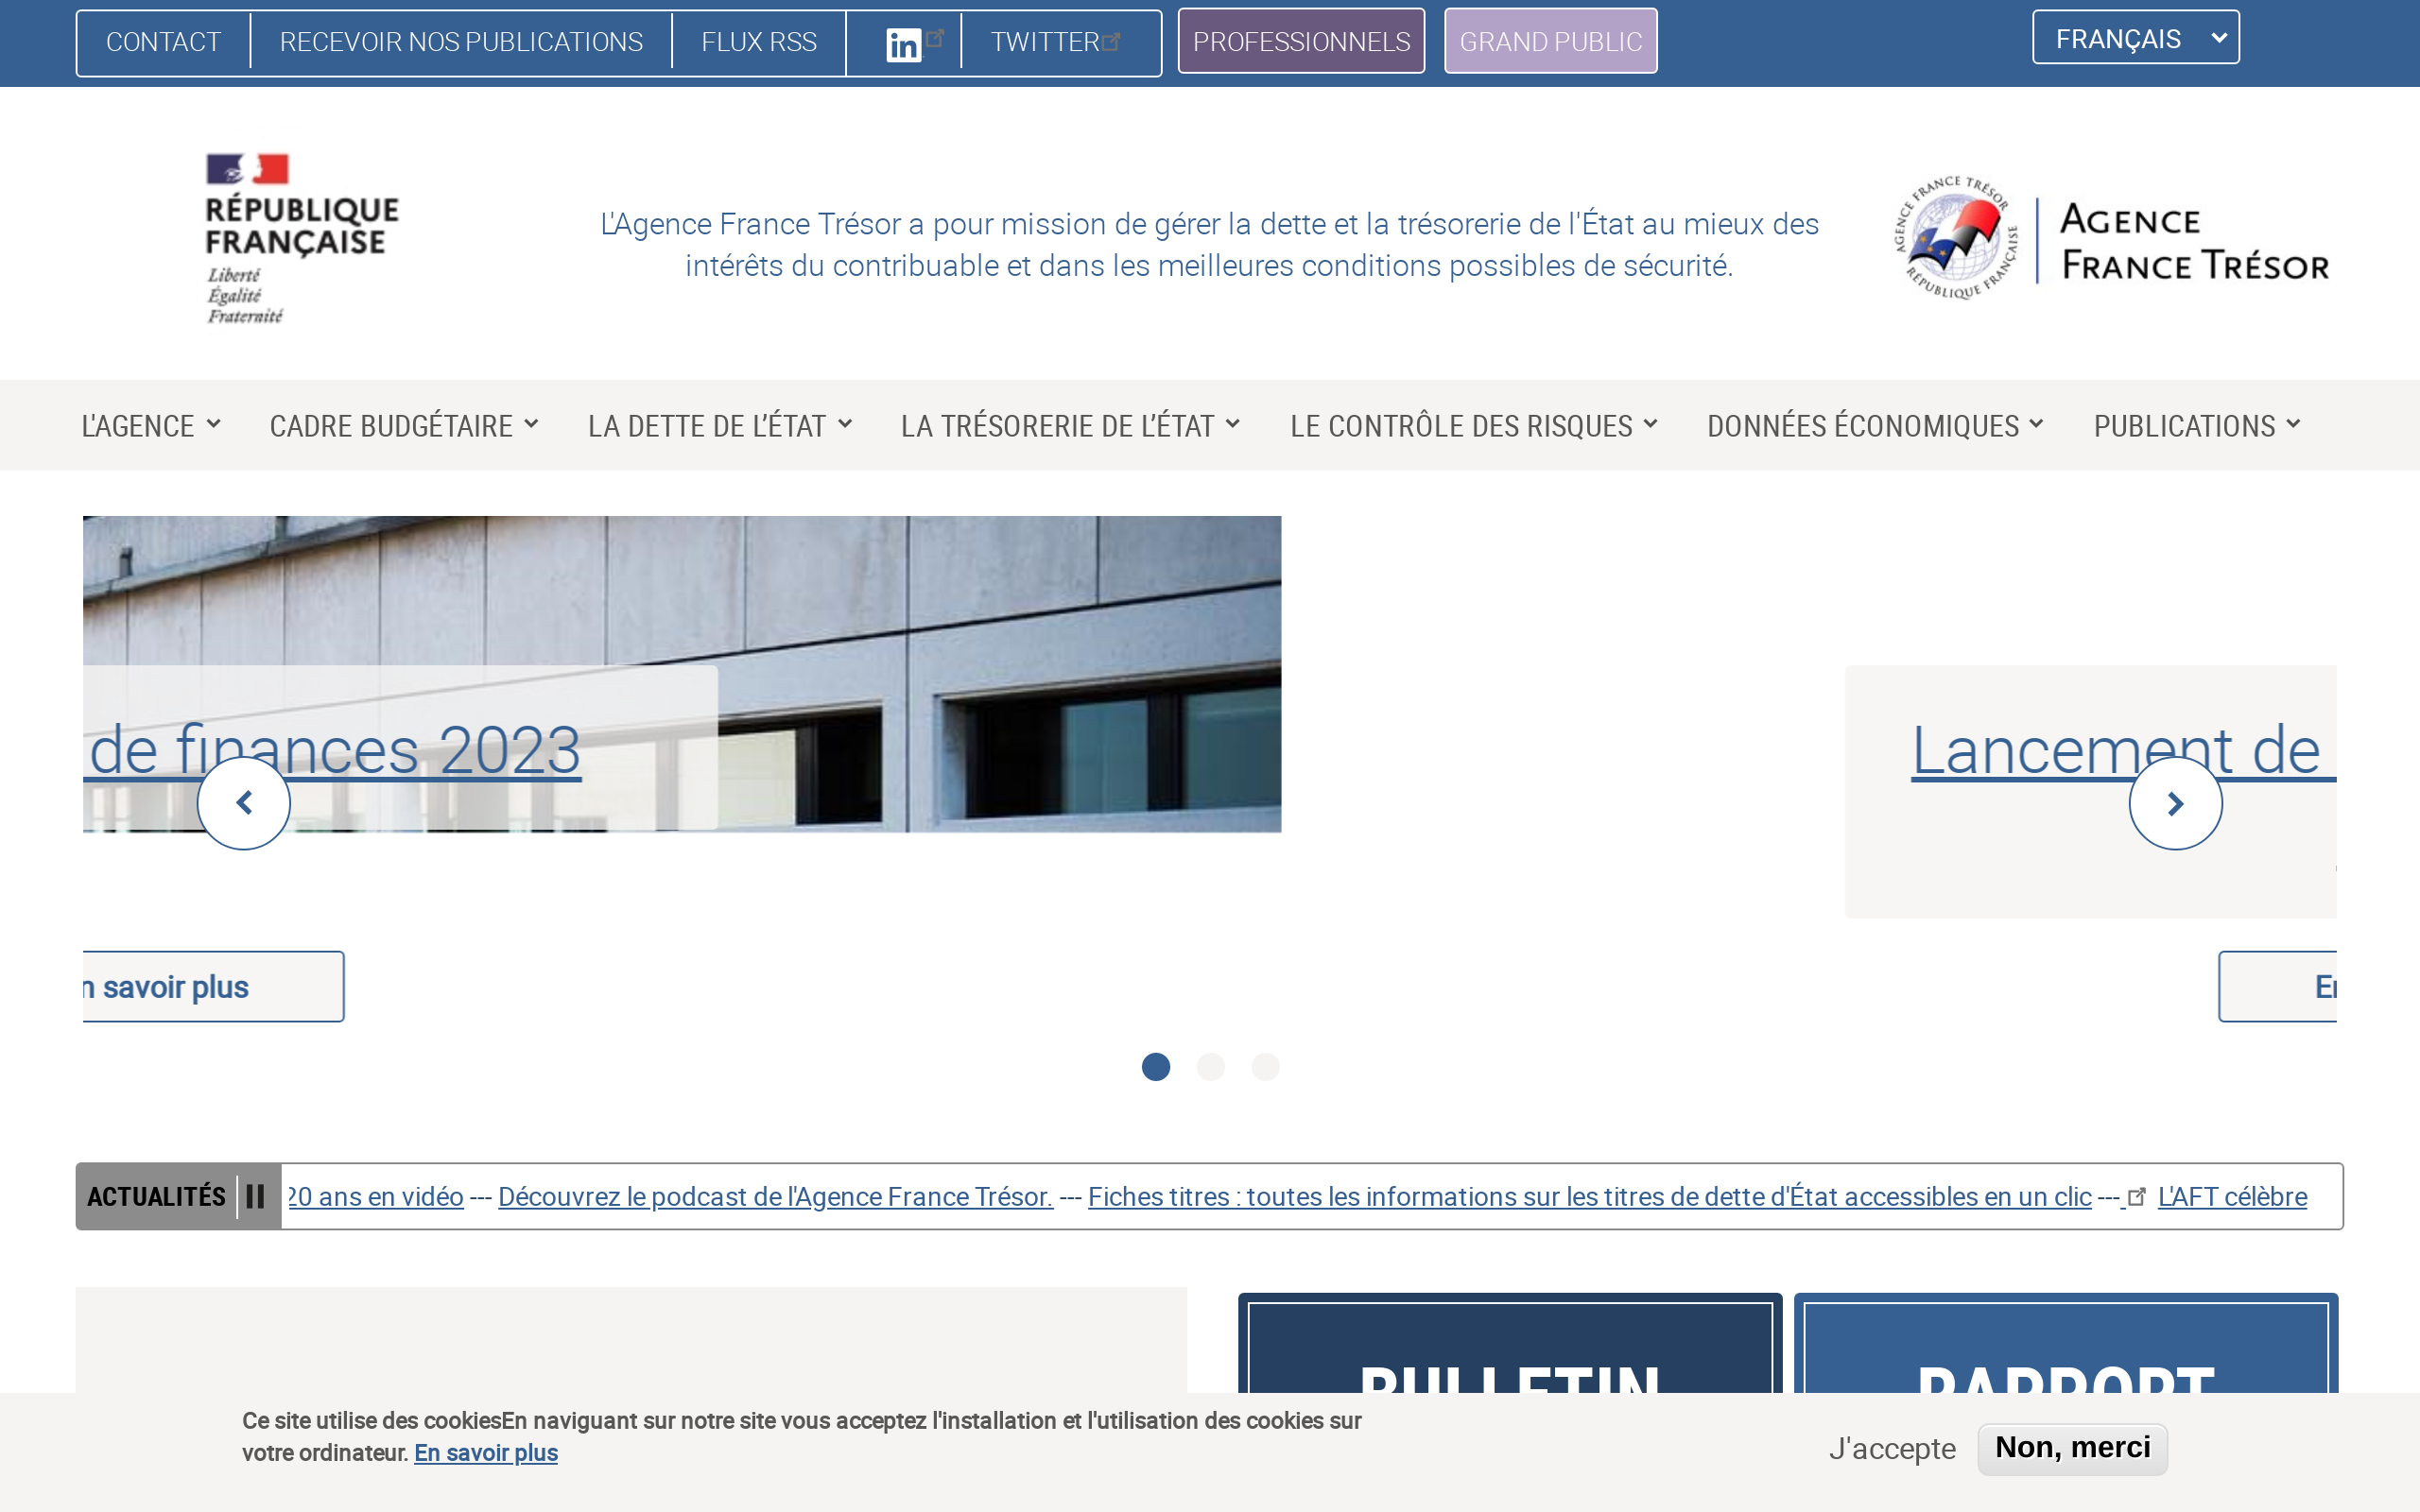 CONTACT
RECEVOIR NOS PUBLICATIONS
FLUX RSS
in
TWITTER
PROFESSIONNELS
GRAND PUBLIC
FRANÇAIS
RÉPUBLIQUE
FRANÇAISE
Liberté
Égalité
Fraternité
L'Agence France Trésor a pour mission de gérer la dette et la trésorerie de l'État au mieux des
intérêts du contribuable et dans les meilleures conditions possibles de sécurité.
AGENCE FRANCE TRÉSOR
RÉPUBLIQUE FRANÇAISE
AGENCE
FRANCE TRÉSOR
L'AGENCE
CADRE BUDGÉTAIRE
LA DETTE DE L’ÉTAT
LA TRÉSORERIE DE L’ÉTAT
LE CONTRÔLE DES RISQUES
DONNÉES ÉCONOMIQUES
PUBLICATIONS
de finances 2023
Lancement de
n savoir plus
En
ACTUALITÉS
20 ans en vidéo --- Découvrez le podcast de l'Agence France Trésor. --- Fiches titres : toutes les informations sur les titres de dette d'État accessibles en un clic --- L'AFT célèbre
BULLETIN
RAPPORT
Ce site utilise des cookiesEn naviguant sur notre site vous acceptez l'installation et l'utilisation des cookies sur
votre ordinateur. En savoir plus
J'accepte
Non, merci